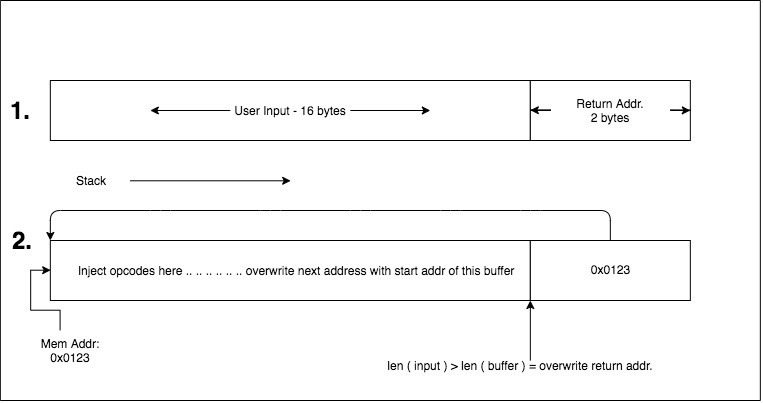 1.
User Input - 16 bytes
Return Addr.
2 bytes
Stack
2.
Inject opcodes here .. .. .. .. .. .. overwrite next address with start addr of this buffer
0x0123
Mem Addr:
0x0123
len ( input ) > len ( buffer ) = overwrite return addr.